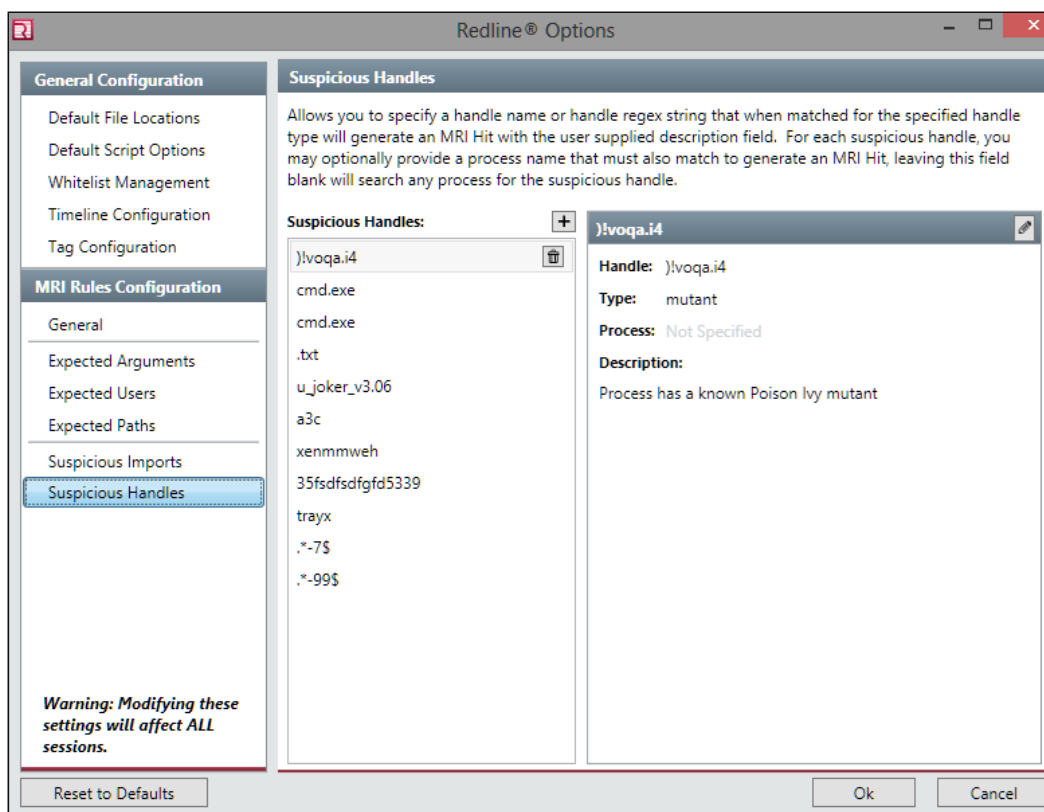 Redline® Options
General Configuration
Default File Locations
Default Script Options
Whitelist Management
Timeline Configuration
Tag Configuration
MRI Rules Configuration
General
Expected Arguments
Expected Users
Expected Paths
Suspicious Imports
Suspicious Handles
Warning: Modifying these
settings will affect ALL
sessions.
Suspicious Handles
Allows you to specify a handle name or handle regex string that when matched for the specified handle
type will generate an MRI Hit with the user supplied description field. For each suspicious handle, you
may optionally provide a process name that must also match to generate an MRI Hit, leaving this field
blank will search any process for the suspicious handle.
Suspicious Handles:
)!voqa.i4
cmd.exe
cmd.exe
.txt
u_joker_v3.06
a3c
xenmmweh
35fsdfsdfgfd5339
trayx
.*-7$
.*-99$
)!voqa.i4
Handle: )!voqa.i4
Type: mutant
Process: Not Specified
Description:
Process has a known Poison Ivy mutant
Reset to Defaults
Ok
Cancel